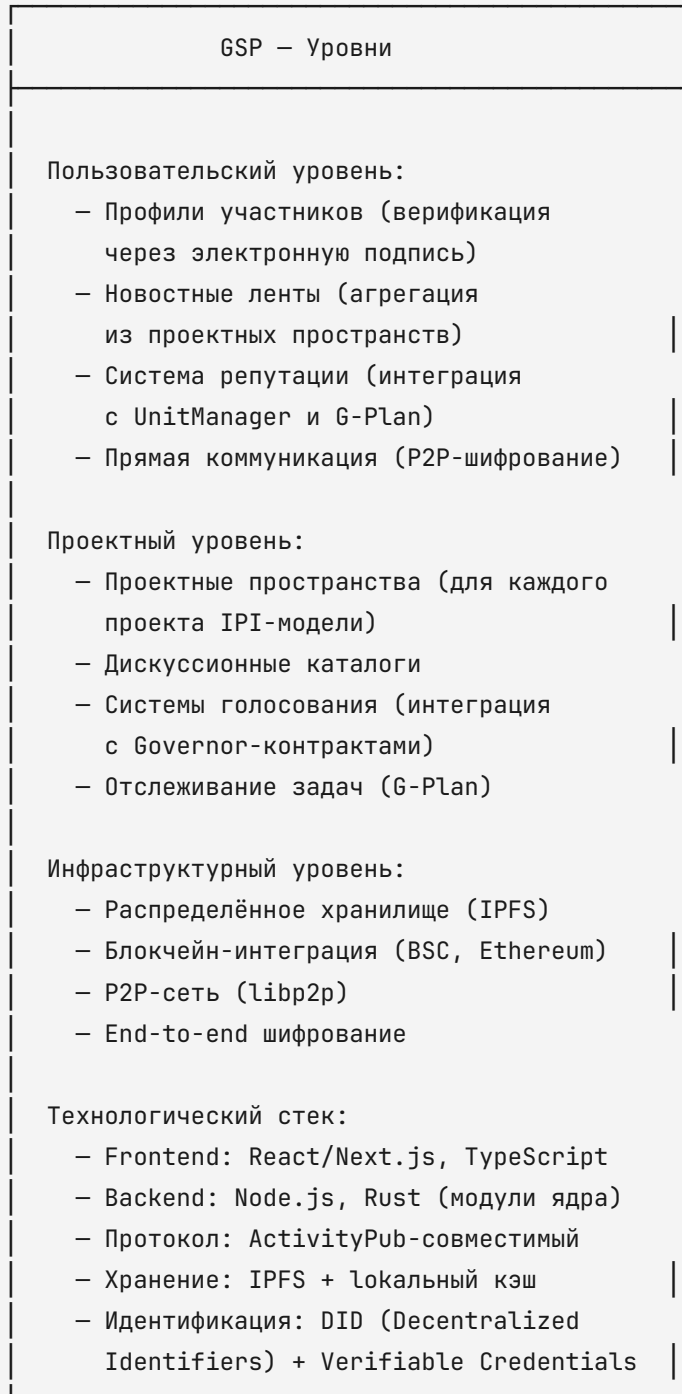 GSP — Уровни
Пользовательский уровень:
— Профили участников (верификация
через электронную подпись)
— Новостные ленты (агрегация
из проектных пространств)
— Система репутации (интеграция
с UnitManager и G-Plan)
— Прямая коммуникация (P2P-шифрование)
Проектный уровень:
— Проектные пространства (для каждого
проекта IPI-модели)
— Дискуссионные каталоги
— Системы голосования (интеграция
с Governor-контрактами)
— Отслеживание задач (G-Plan)
Инфраструктурный уровень:
— Распределённое хранилище (IPFS)
— Блокчейн-интеграция (BSC, Ethereum)
— P2P-сеть (libp2p)
— End-to-end шифрование
Технологический стек:
— Frontend: React/Next.js, TypeScript
— Backend: Node.js, Rust (модули ядра)
— Протокол: ActivityPub-совместимый
— Хранение: IPFS + lokальный кэш
— Идентификация: DID (Decentralized
Identifiers) + Verifiable Credentials